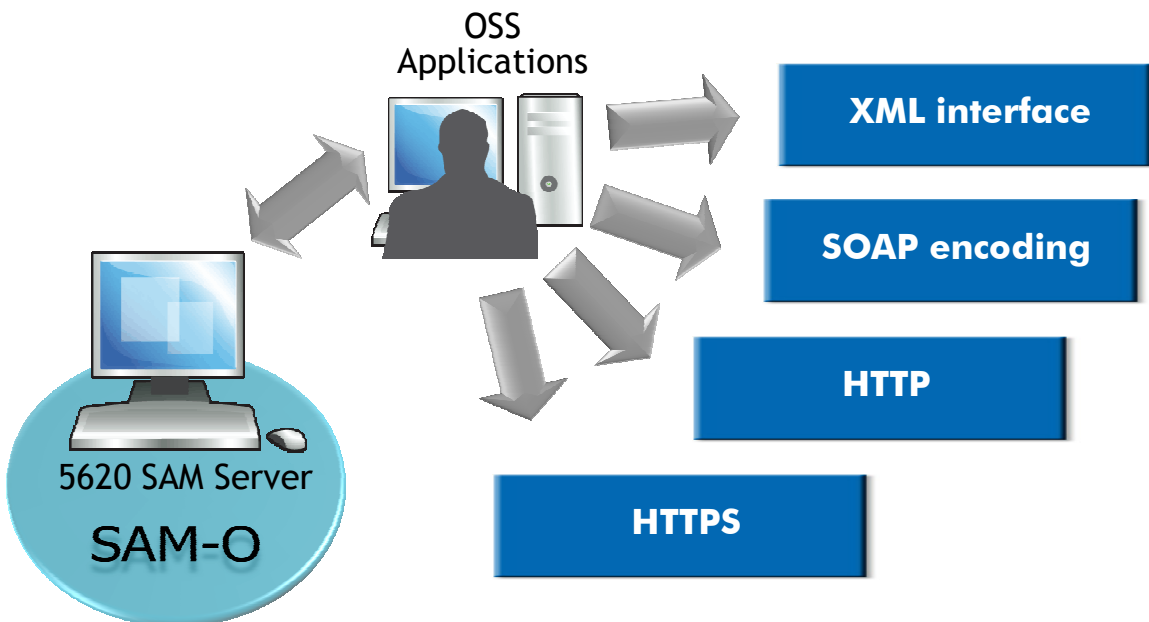 OSS
Applications
XML interface
SOAP encoding
HTTP
HTTPS
5620 SAM Server
SAM-O